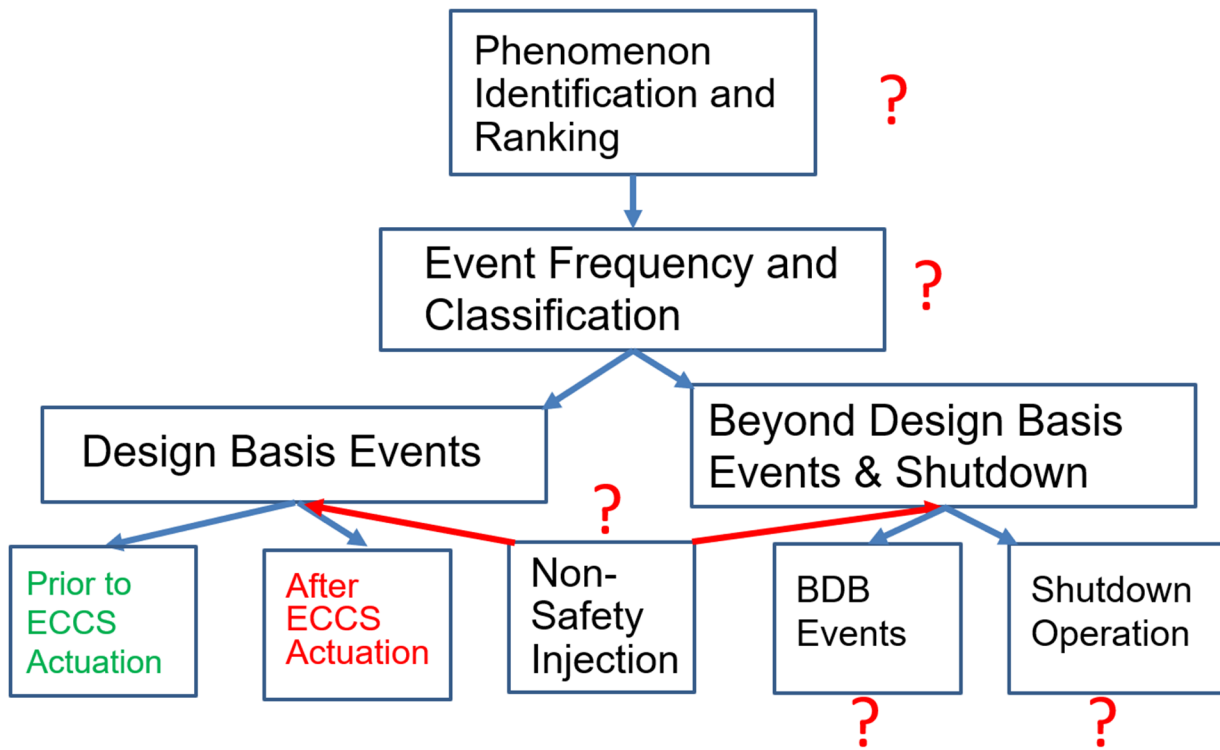 Phenomenon
Identification and
Ranking
?
Event Frequency and
Classification
?
Design Basis Events
Beyond Design Basis
Events & Shutdown
?
Prior to
ECCS
Actuation
After
ECCS
Actuation
Non-
Safety
Injection
BDB
Events
Shutdown
Operation
?
?